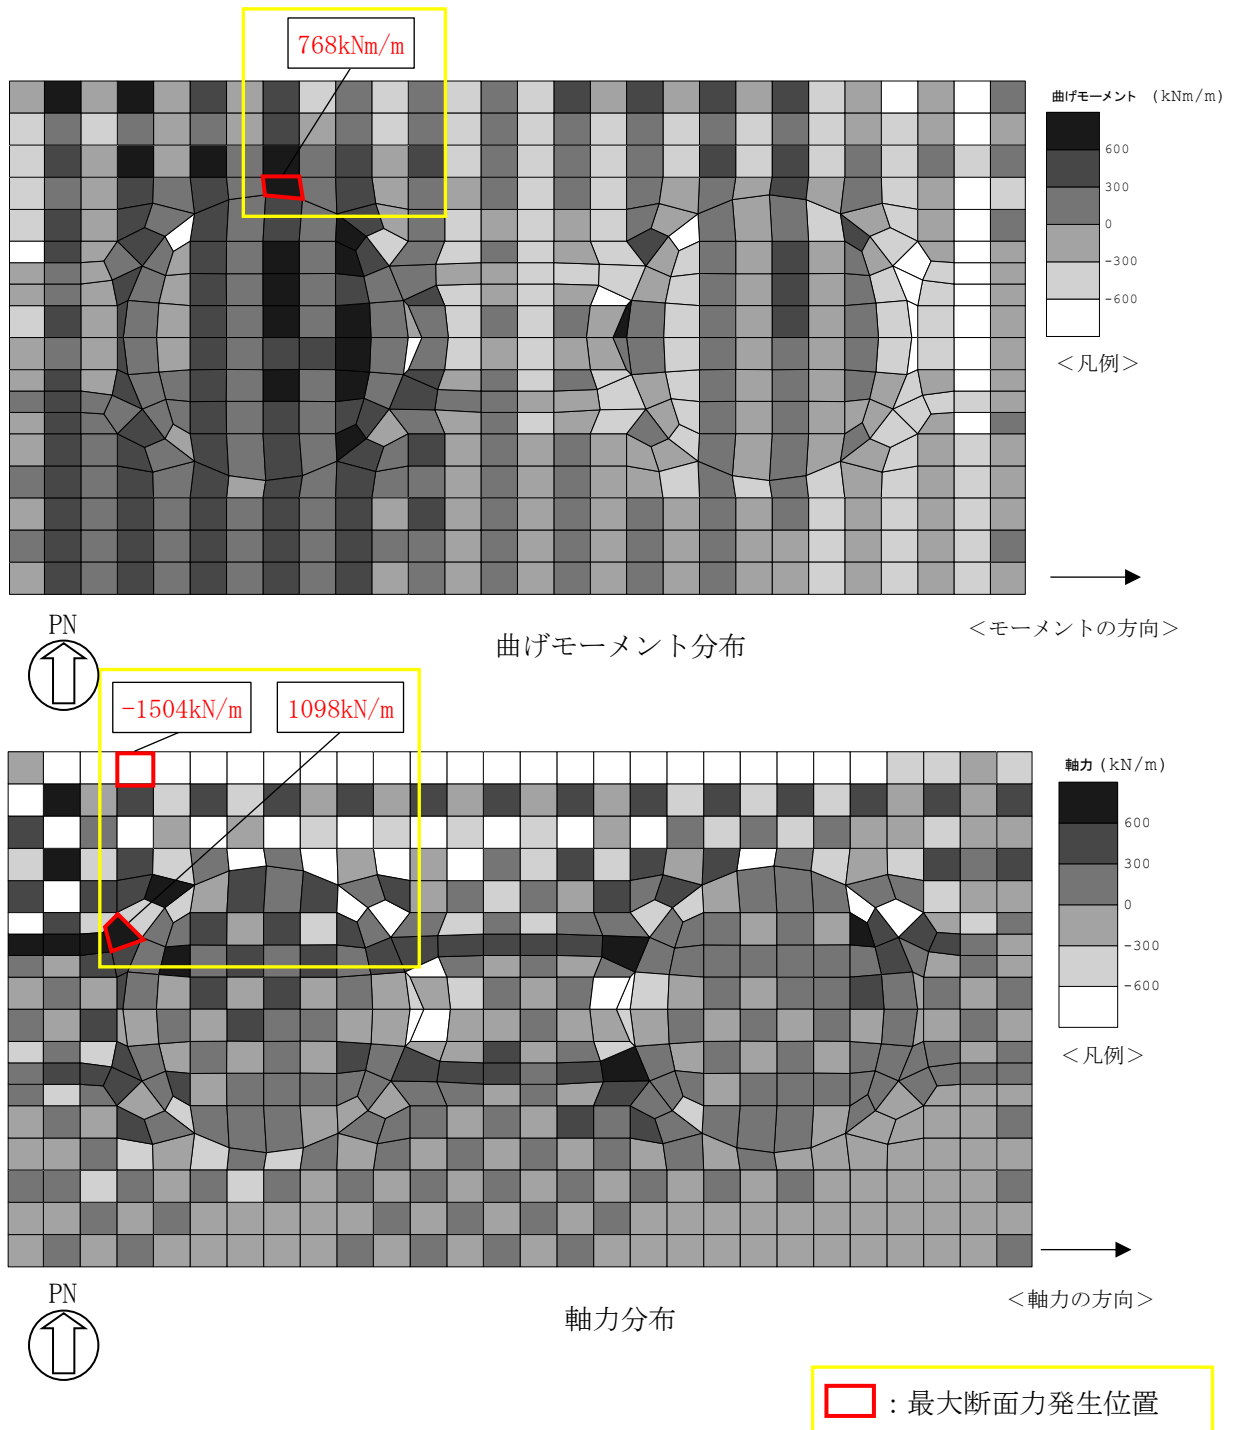 768kNm/m
曲げモーメント (kNm/m)
600
300
0
-300
-600
＜凡例＞
PN
曲げモーメント分布
＜モーメントの方向＞
-1504kN/m
1098kN/m
軸力 (kN/m)
600
300
0
-300
-600
＜凡例＞
PN
軸力分布
＜軸力の方向＞
：最大断面力発生位置